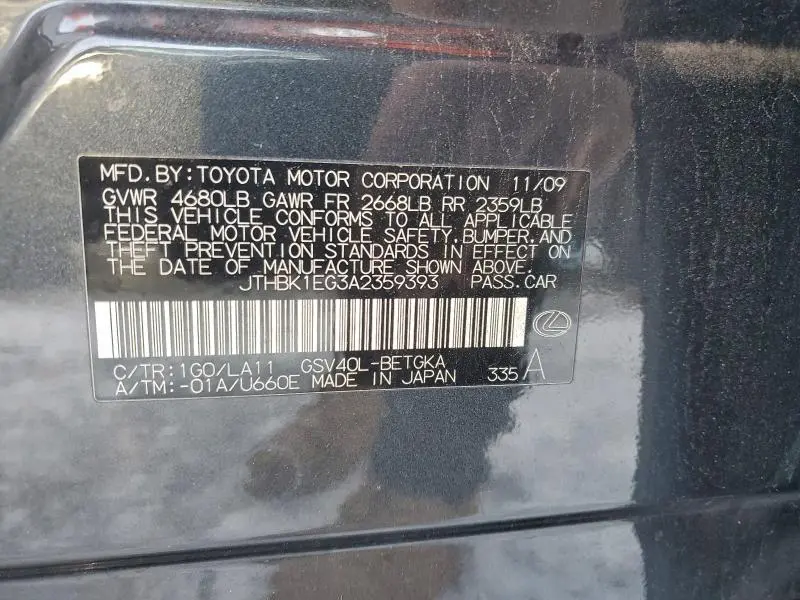 MFD. BY: TOYOTA MOTOR CORPORATION 11/09
GVWR 4680LB GAWR FR 2668LB RR 2359LB
THIS VEHICLE CONFORMS TO ALL APPLICABLE
FEDERAL MOTOR VEHICLE SAFETY, BUMPER, AND
THEFT PREVENTION STANDARDS IN EFFECT ON
THE DATE OF MANUFACTURE SHOWN ABOVE.
JTHBK1EG3A2359393 PASS. CAR
C/TR: 1G0/LA11 GSV40L-BETGKA
A/TM: -01A/U660E MADE IN JAPAN 335 A